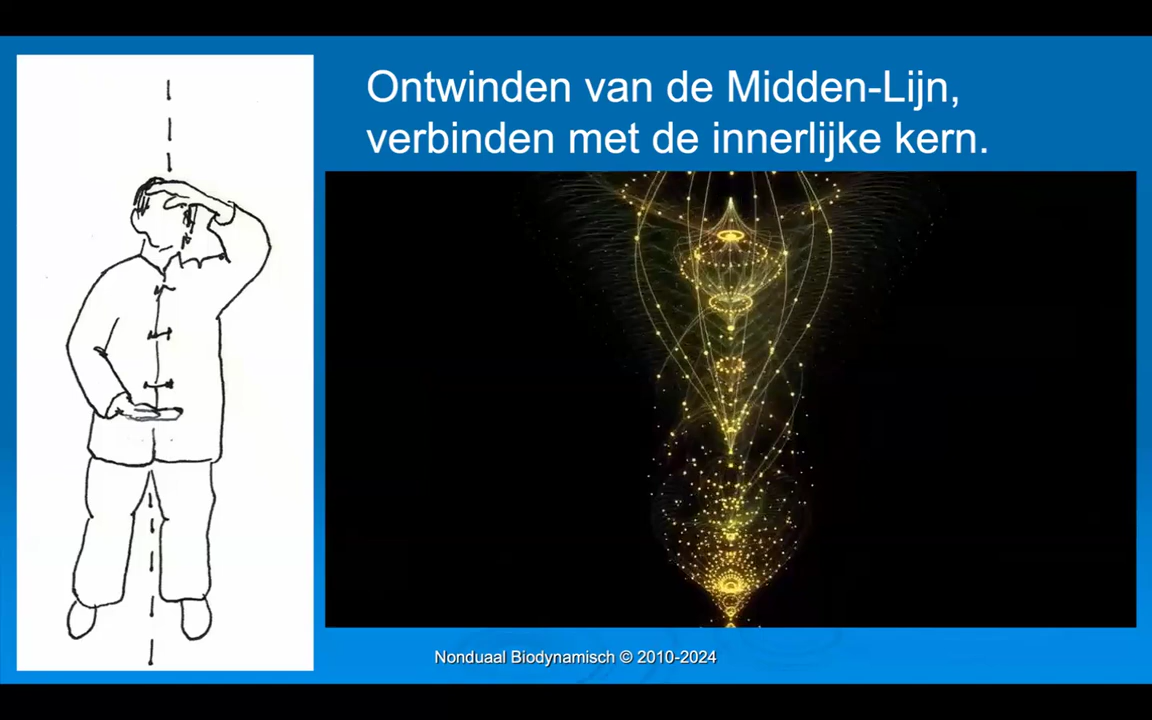 Ontwinden van de Midden-Lijn,
verbinden met de innerlijke kern.
Nonduaal Biodynamisch © 2010-2024